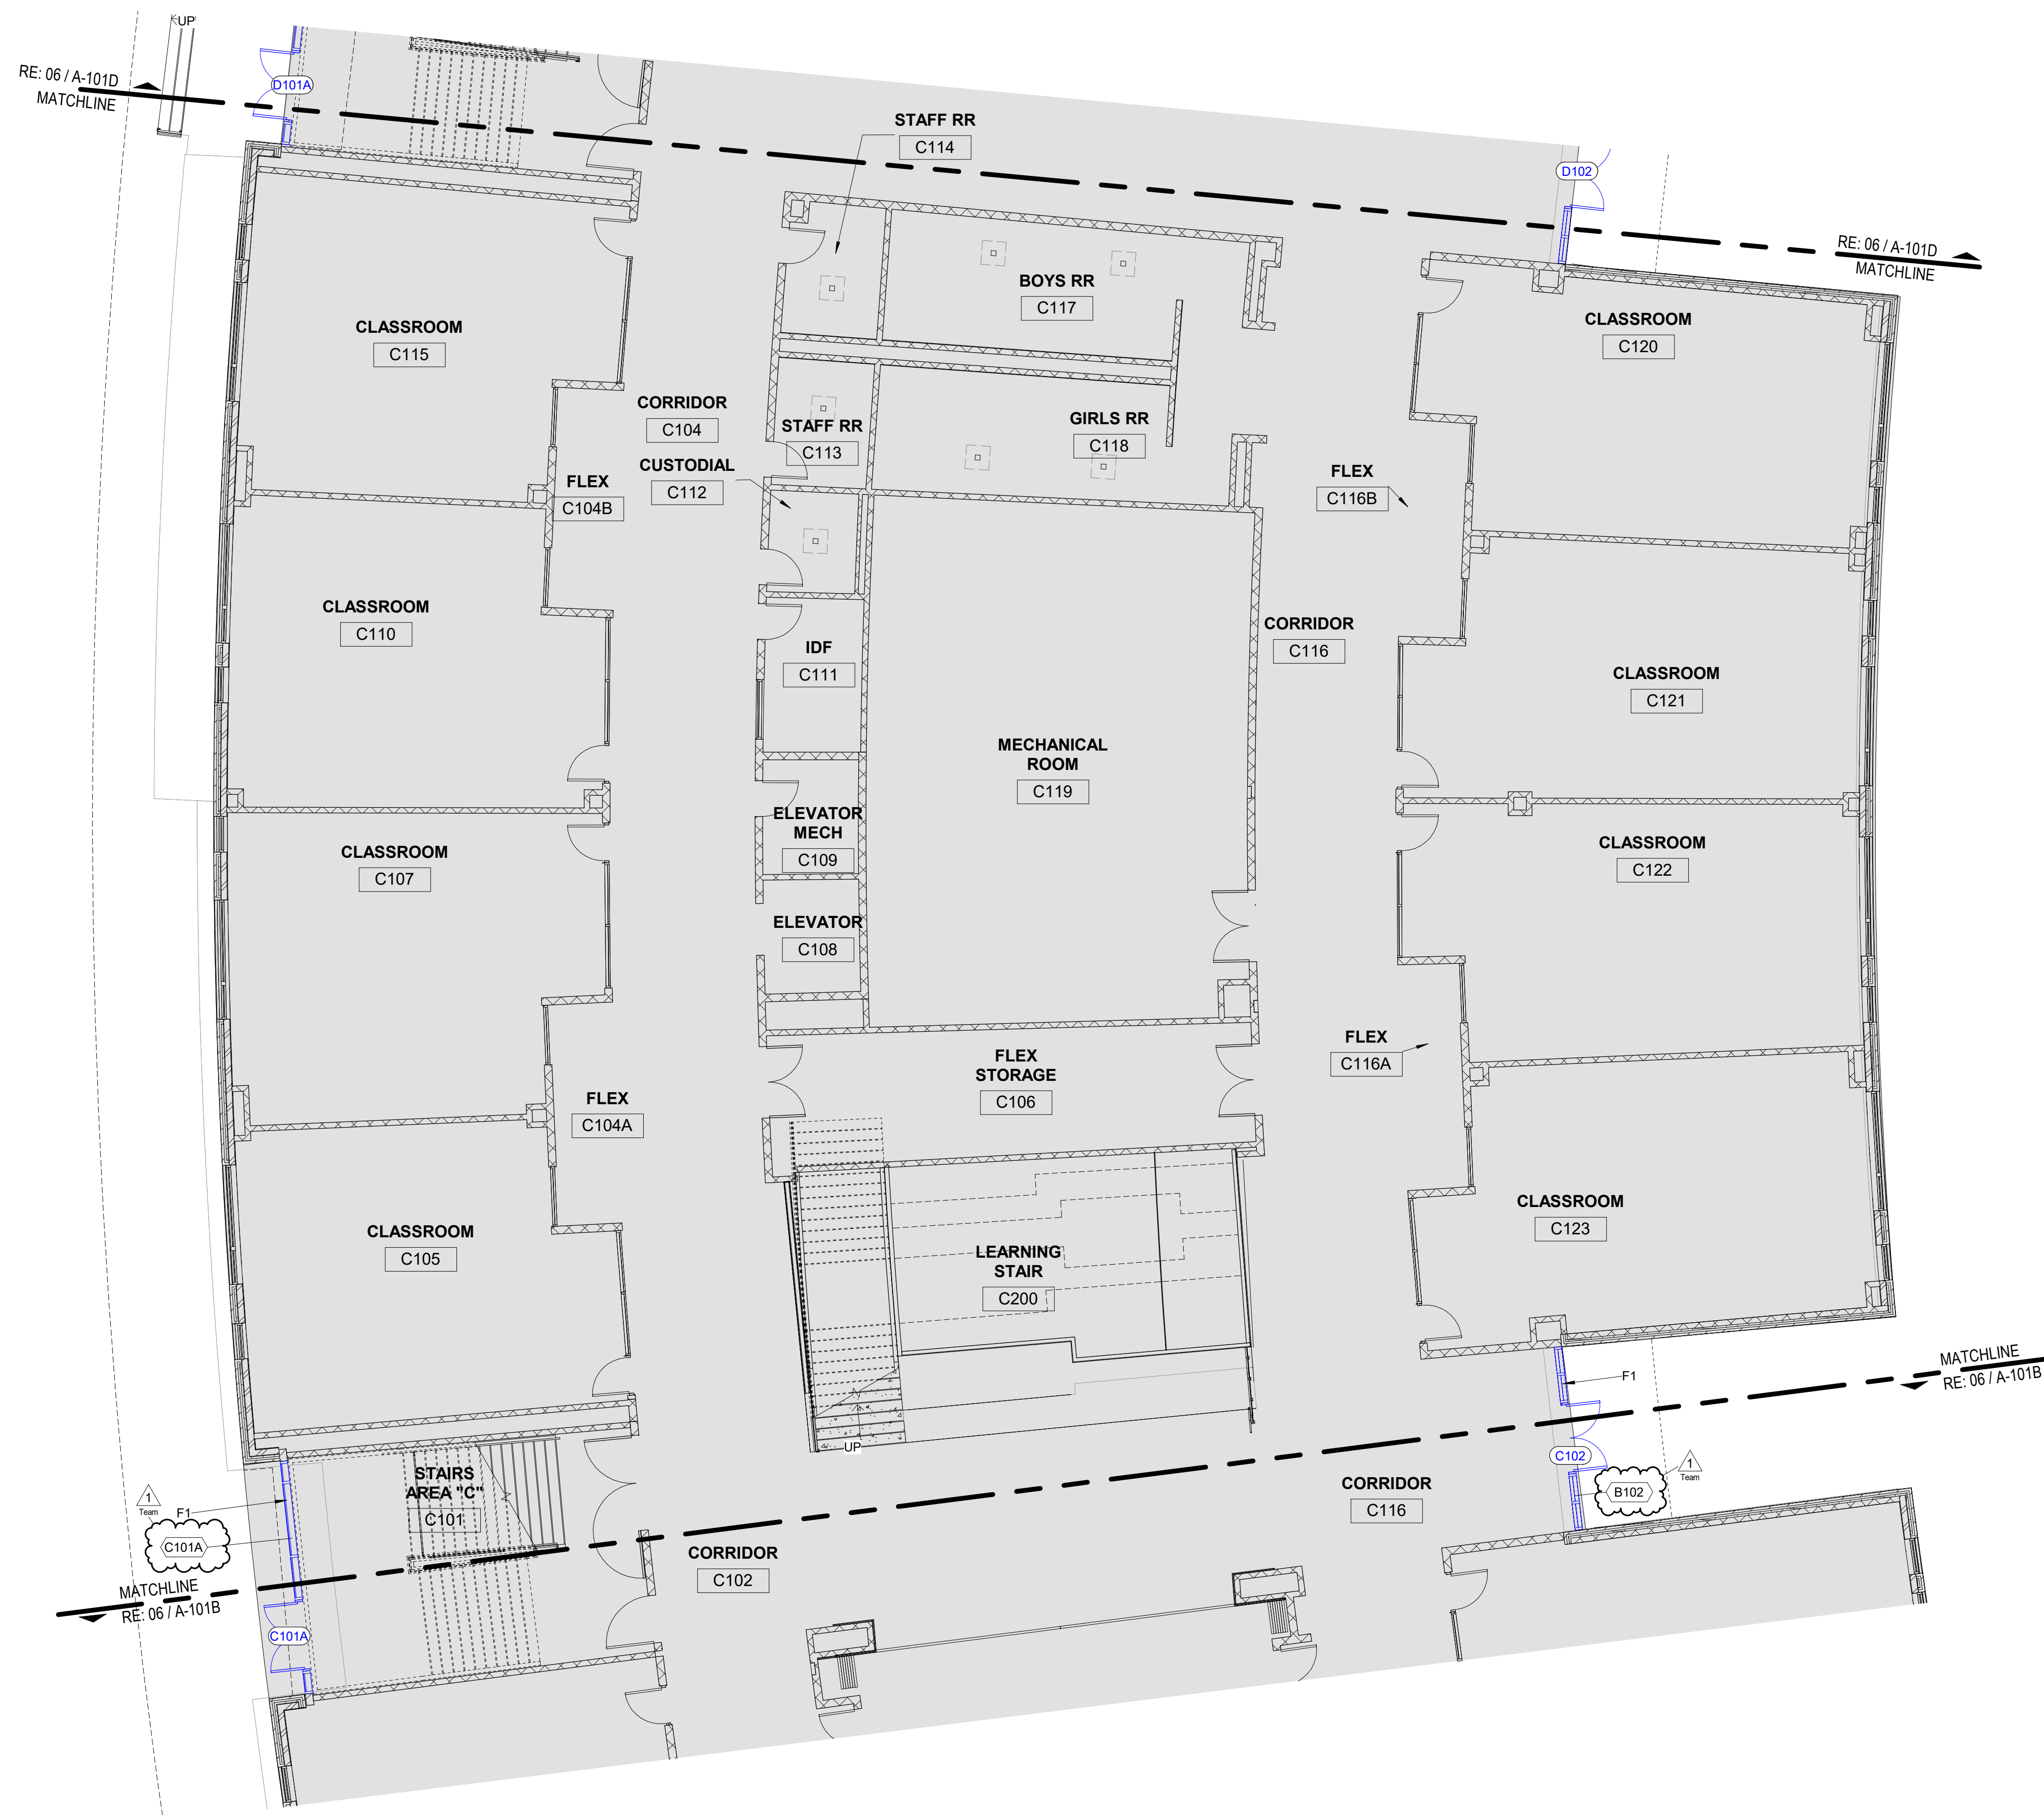 UP
RE: 06 / A-101D
MATCHLINE
D101A
STAFF RR
C114
D102
RE: 06 / A-101D
MATCHLINE
BOYS RR
C117
CLASSROOM
C115
CLASSROOM
C120
CORRIDOR
C104
STAFF RR
C113
GIRLS RR
C118
CUSTODIAL
C112
FLEX
C104B
FLEX
C116B
CLASSROOM
C110
IDF
C111
CORRIDOR
C116
CLASSROOM
C121
MECHANICAL
ROOM
C119
ELEVATOR
MECH
C109
CLASSROOM
C107
CLASSROOM
C122
ELEVATOR
C108
FLEX
STORAGE
C106
FLEX
C116A
FLEX
C104A
CLASSROOM
C105
CLASSROOM
C123
LEARNING
STAIR
C200
MATCHLINE
RE: 06 / A-101B
F1
UP
C102
1
Team
B102
STAIRS
AREA "C"
C101
CORRIDOR
C116
1
Team
F1
C101A
CORRIDOR
C102
MATCHLINE
RE: 06 / A-101B
C101A